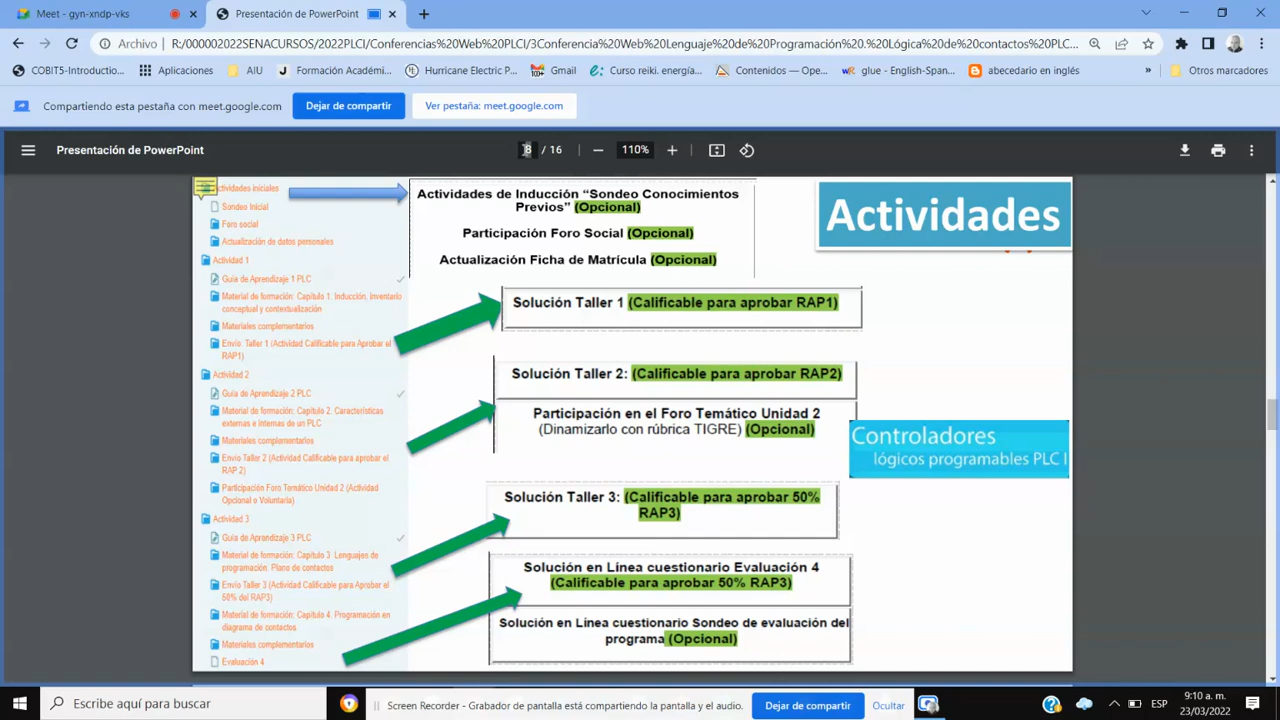 Meet - gyn-xndp-vks
Presentación de PowerPoint
Archivo
R:/000002022SENACURSOS/2022PLCI/Conferencias%20Web%20PLCI/3Conferencia%20Web%20Lenguaje%20de%20Programación%20.%20Lógica%20de%20contactos%20PLC...
COBIT5-Introductio...
Aplicaciones
AIU
Formación Académi...
Hurricane Electric P...
Gmail
Curso reiki. energía...
Contenidos — Ope...
glue - English-Span...
abecedario en inglés
»
Otros marcadores
Compartiendo esta pestaña con meet.google.com
Dejar de compartir
Ver pestaña: meet.google.com
Presentación de PowerPoint
8 / 16
110%
Actividades iniciales
Sondeo Inicial
Foro social
Actualización de datos personales
Actividad 1
Guía de Aprendizaje 1 PLC
Material de formación: Capítulo 1. Inducción, Inventario
conceptual y contextualización
Materiales complementarios
Envío: Taller 1 (Actividad Calificable para Aprobar el
RAP1)
Actividad 2
Guía de Aprendizaje 2 PLC
Material de formación: Capítulo 2. Características
externas e Internas de un PLC
Materiales complementarios
Envío Taller 2 (Actividad Calificable para aprobar el
RAP 2)
Participación Foro Temático Unidad 2 (Actividad
Opcional o Voluntaria)
Actividad 3
Guía de Aprendizaje 3 PLC
Material de formación: Capítulo 3 Lenguajes de
programación. Plano de contactos
Envío Taller 3 (Actividad Calificable para Aprobar el
50% del RAP3)
Material de formación: Capítulo 4. Programación en
diagrama de contactos
Materiales complementarios
Evaluación 4
Actividades de Inducción “Sondeo Conocimientos
Previos” (Opcional)
Participación Foro Social (Opcional)
Actualización Ficha de Matrícula (Opcional)
Actividades
Solución Taller 1 (Calificable para aprobar RAP1)
Solución Taller 2: (Calificable para aprobar RAP2)
Participación en el Foro Temático Unidad 2
(Dinamizarlo con rúbrica TIGRE) (Opcional)
Controladores
lógicos programables PLC I
Solución Taller 3: (Calificable para aprobar 50%
RAP3)
Solución en Línea cuestionario Evaluación 4
(Calificable para aprobar 50% RAP3)
Solución en Línea cuestionario Sondeo de evaluación del
programa (Opcional)
Escribe aquí para buscar
Screen Recorder - Grabador de pantalla está compartiendo la pantalla y el audio.
Dejar de compartir
Ocultar
ESP
9:10 a. m.
23/03/2022